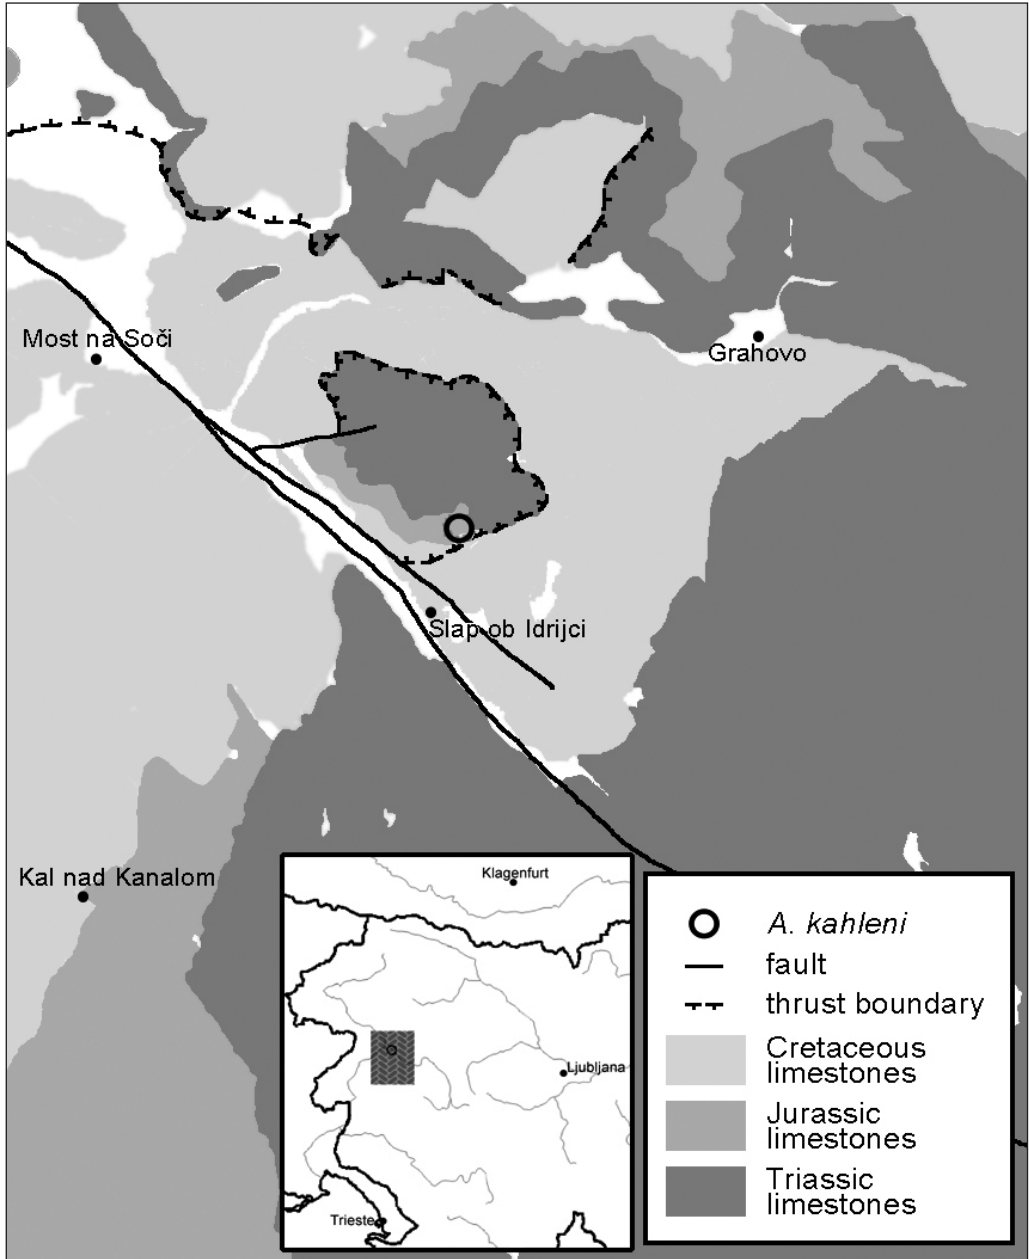 Most na Soči
Grahovo
Slap ob Idrijci
Kal nad Kanalom
Klagenfurt
Ljubljana
Trieste
A. kahleni
fault
thrust boundary
Cretaceous
limestones
Jurassic
limestones
Triassic
limestones